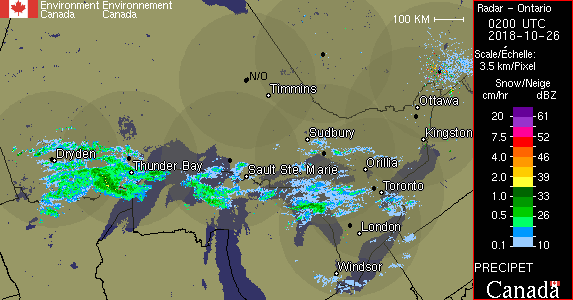 Environment Environnement
Canada Canada
100 KM
N/O
Timmins
Ottawa
Sudbury
Kingston
Dryden
Thunder Bay
Sault Ste. Marie
Orillia
Toronto
London
Windsor
Radar - Ontario
0200 UTC
2018-10-26
Scale/Échelle:
3.5 km/Pixel
Snow/Neige
cm/hr dBZ
20 61
7.5 52
4.0 46
2.0 39
1.0 33
0.5 26
0.1 10
PRECIPET
Canada